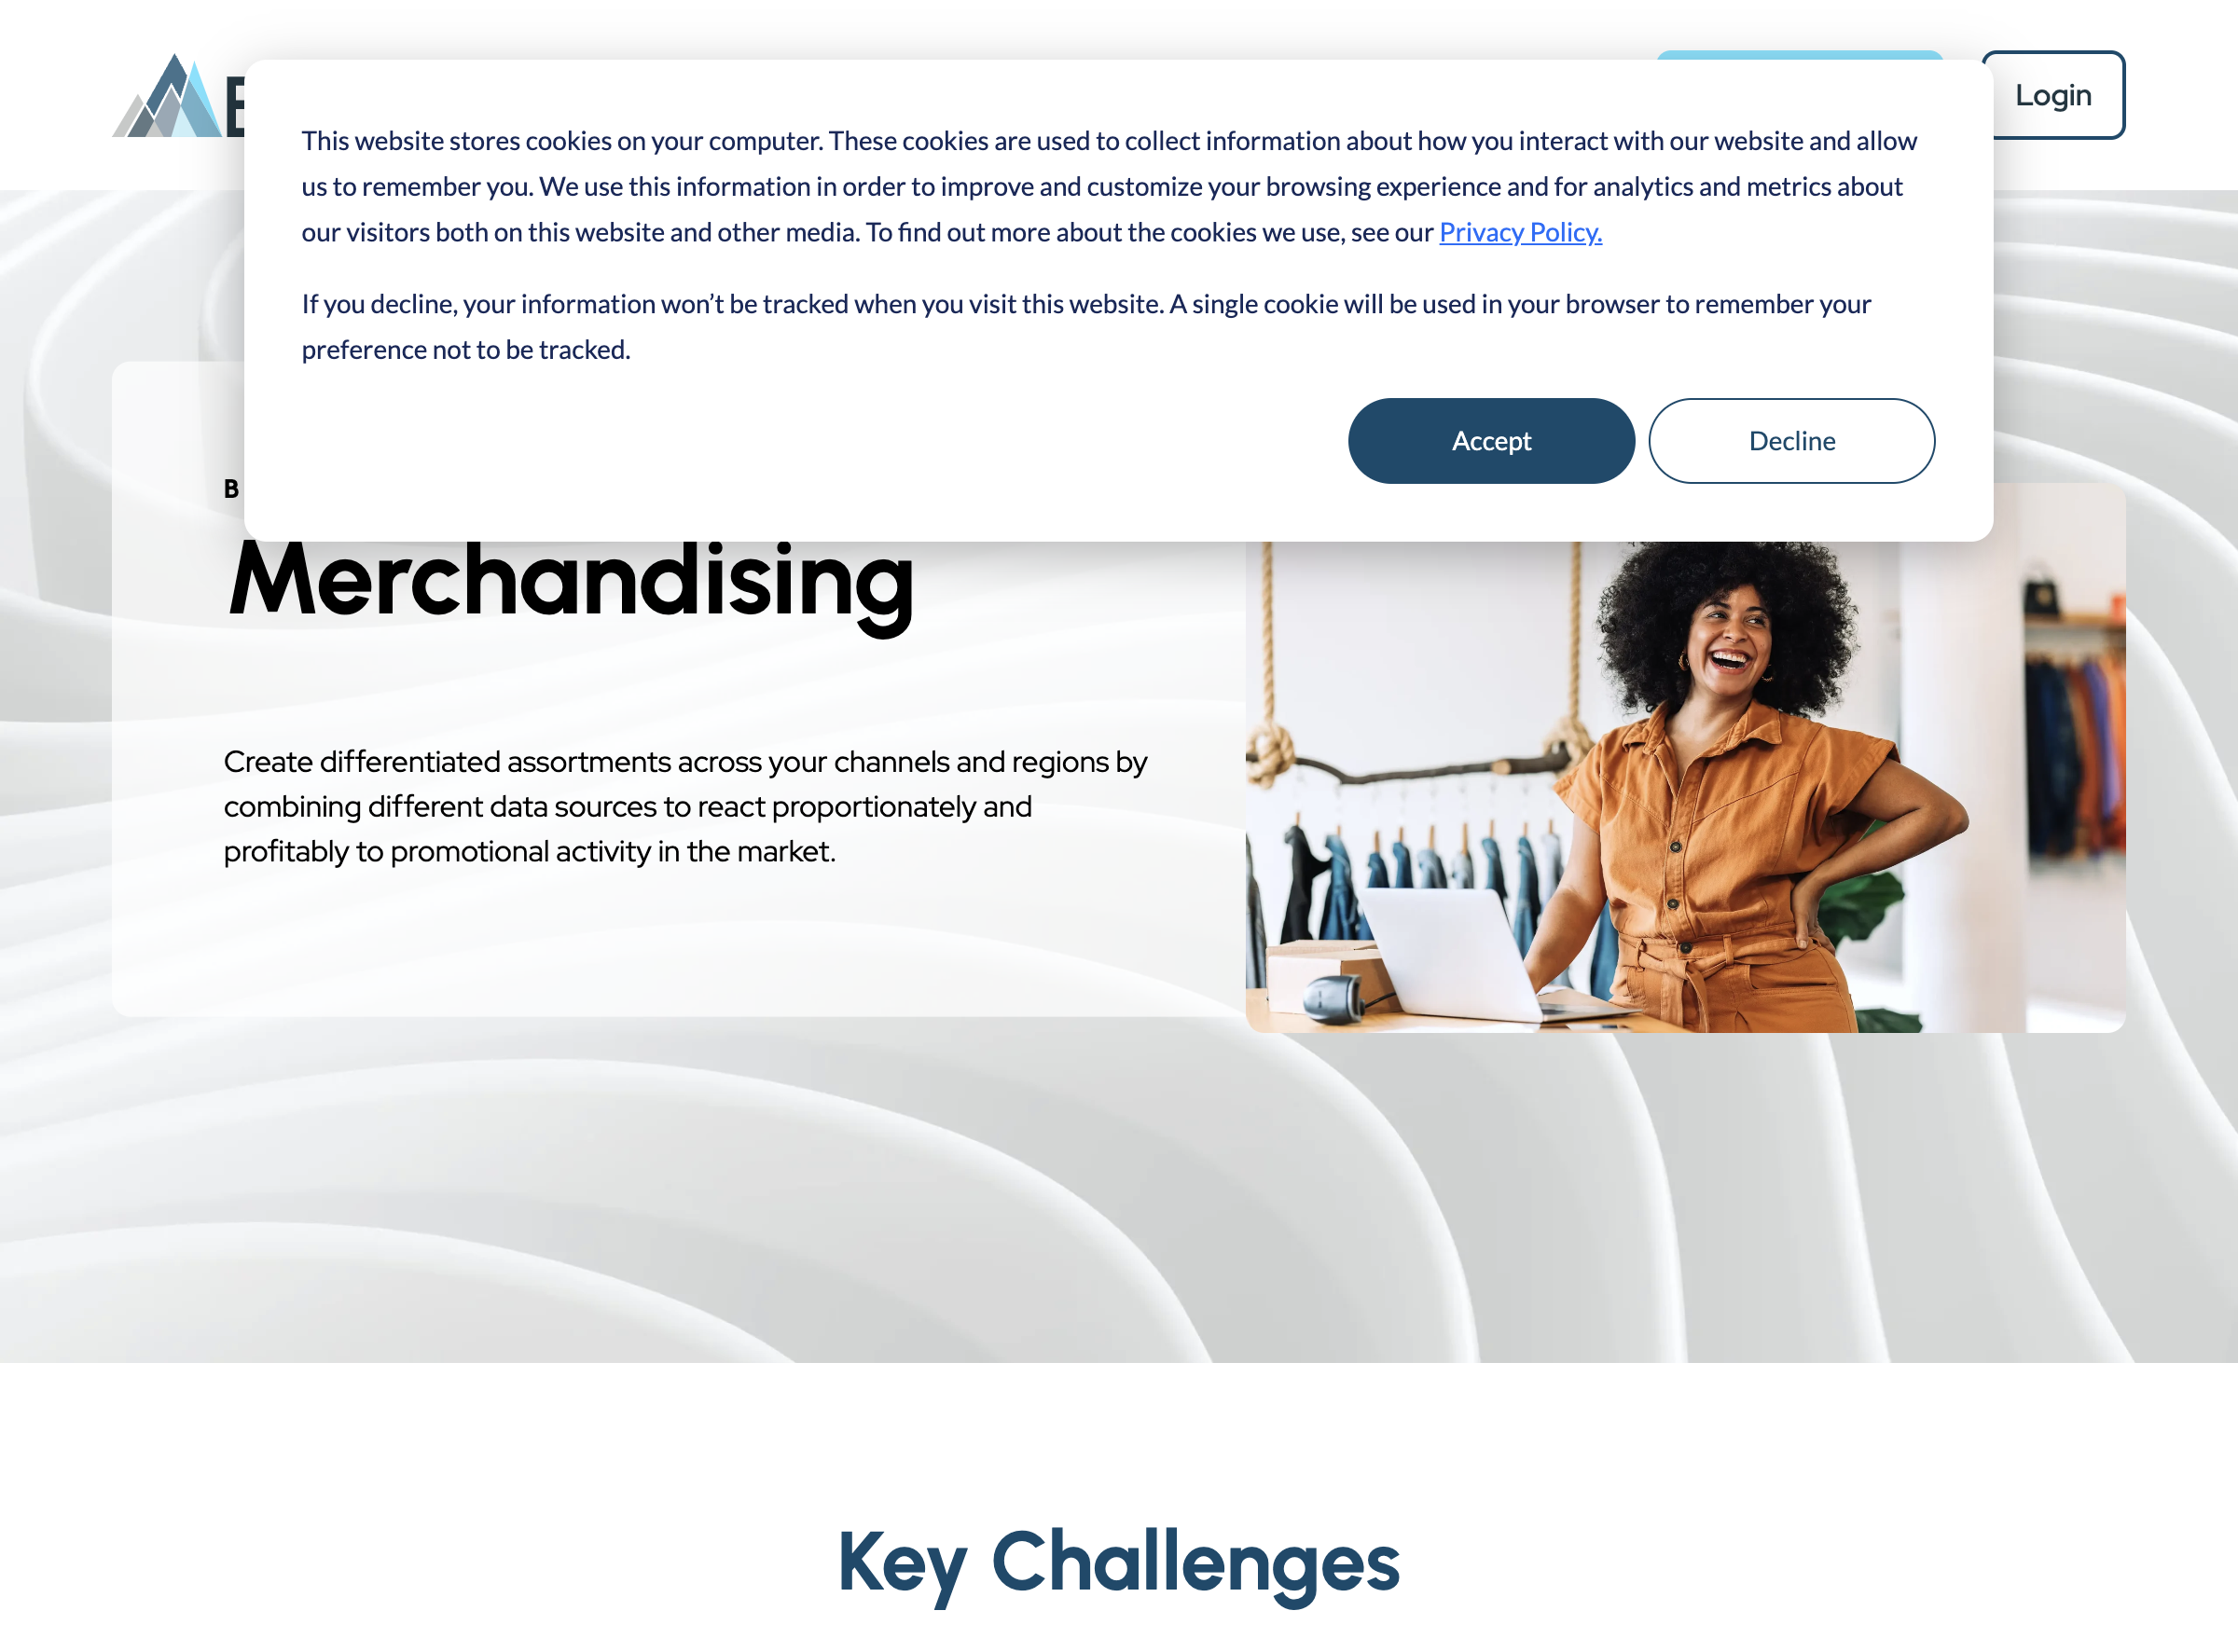 Login
This website stores cookies on your computer. These cookies are used to collect information about how you interact with our website and allow
us to remember you. We use this information in order to improve and customize your browsing experience and for analytics and metrics about
our visitors both on this website and other media. To find out more about the cookies we use, see our Privacy Policy.
If you decline, your information won’t be tracked when you visit this website. A single cookie will be used in your browser to remember your
preference not to be tracked.
Accept
Decline
Merchandising
Create differentiated assortments across your channels and regions by
combining different data sources to react proportionately and
profitably to promotional activity in the market.
Key Challenges